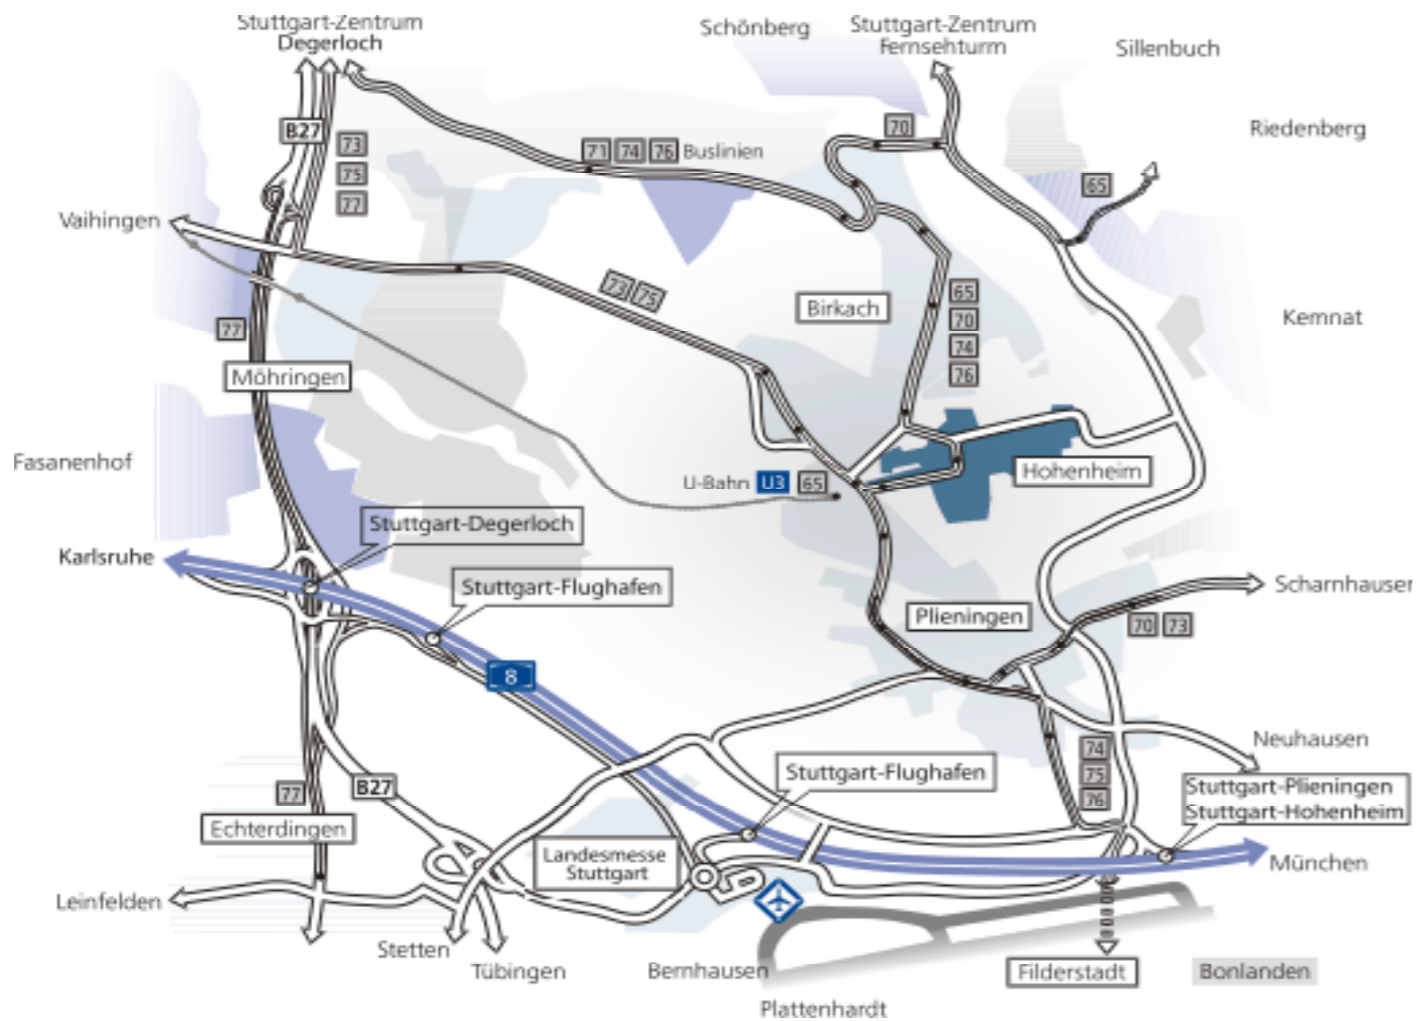 Stuttgart-Zentrum
Degerloch
Schönberg
Stuttgart-Zentrum
Fernsehturm
Sillenbuch
Riedenberg
B27
73
75
77
71 74 76 Buslinien
70
65
Vaihingen
73 75
Birkach
65
70
74
76
Kemnat
77
Möhringen
Fasanenhof
U-Bahn U3 65
Hohenheim
Stuttgart-Degerloch
Karlsruhe
Stuttgart-Flughafen
Scharnhauser
Plieningen
70 73
8
Neuhausen
74
75
76
Stuttgart-Flughafen
Stuttgart-Plieningen
Stuttgart-Hohenheim
77
B27
Echterdingen
Landesmesse
Stuttgart
München
Leinfelden
Stetten
Tübingen
Bernhausen
Filderstadt
Bonlanden
Plattenhardt